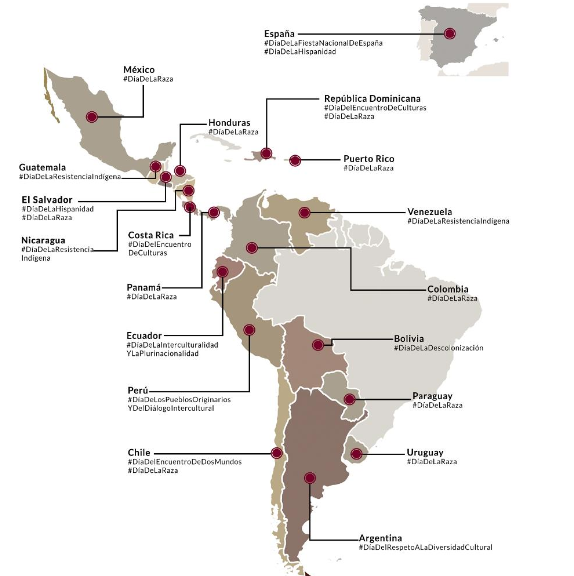 España
#DíaDeLaFiestaNacionalDeEspaña
#DíaDeLaHispanidad
México
#DíaDeLaRaza
Honduras
#DíaDeLaRaza
República Dominicana
#DíaDelEncuentroDeCulturas
#DíaDeLaRaza
Puerto Rico
#DíaDeLaRaza
Guatemala
#DíaDeLaResistenciaIndígena
El Salvador
#DíaDeLaHispanidad
#DíaDeLaRaza
Nicaragua
#DíaDeLaResistencia
Indígena
Costa Rica
#DíaDelEncuentro
DeCulturas
Venezuela
#DíaDeLaResistenciaIndígena
Panamá
#DíaDeLaRaza
Colombia
#DíaDeLaRaza
Ecuador
#DíaDeLaInterculturalidad
YLaPlurinacionalidad
Bolivia
#DíaDeLaDescolonización
Perú
#DíaDeLosPueblosOriginarios
YDelDiálogoIntercultural
Paraguay
#DíaDeLaRaza
Chile
#DíaDelEncuentroDeDosMundos
#DíaDeLaRaza
Uruguay
#DíaDeLaRaza
Argentina
#DíaDelRespetoALaDiversidadCultural